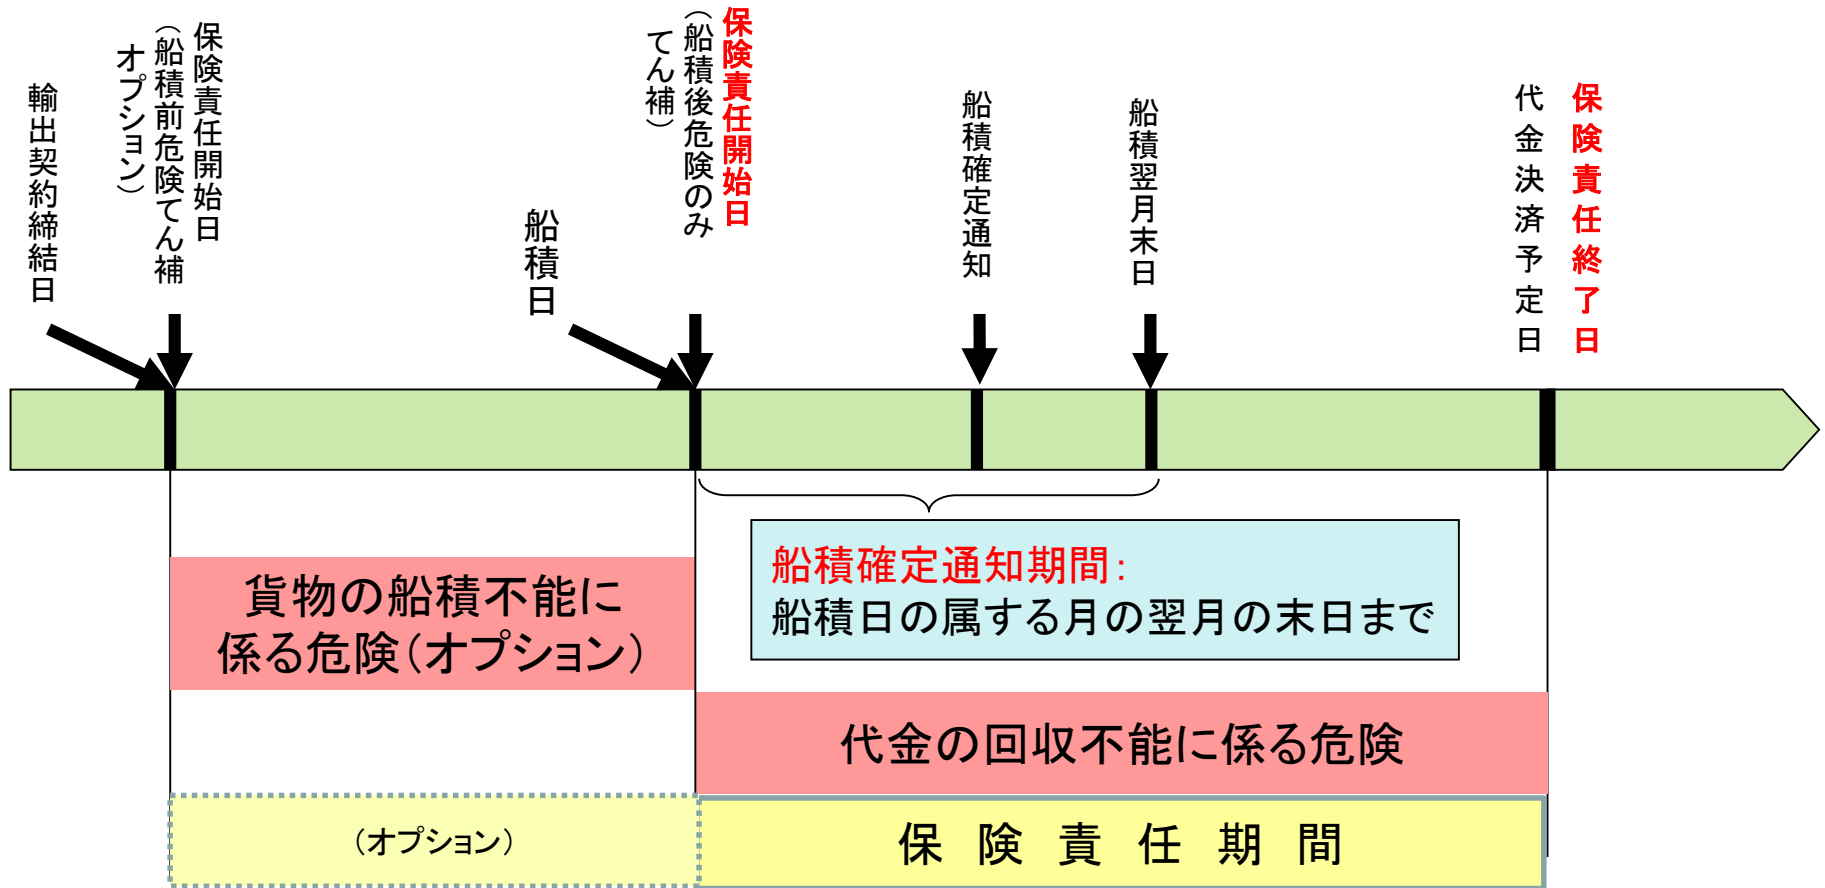 輸出契約締結日
保険責任開始日
（船積前危険てん補
オプション）
船積日
保険責任開始日
（船積後危険のみ
てん補）
船積確定通知
船積翌月末日
代金決済予定日
保険責任終了日
船積確定通知期間：
船積日の属する月の翌月の末日まで
貨物の船積不能に
係る危険（オプション）
代金の回収不能に係る危険
（オプション）
保険責任期間